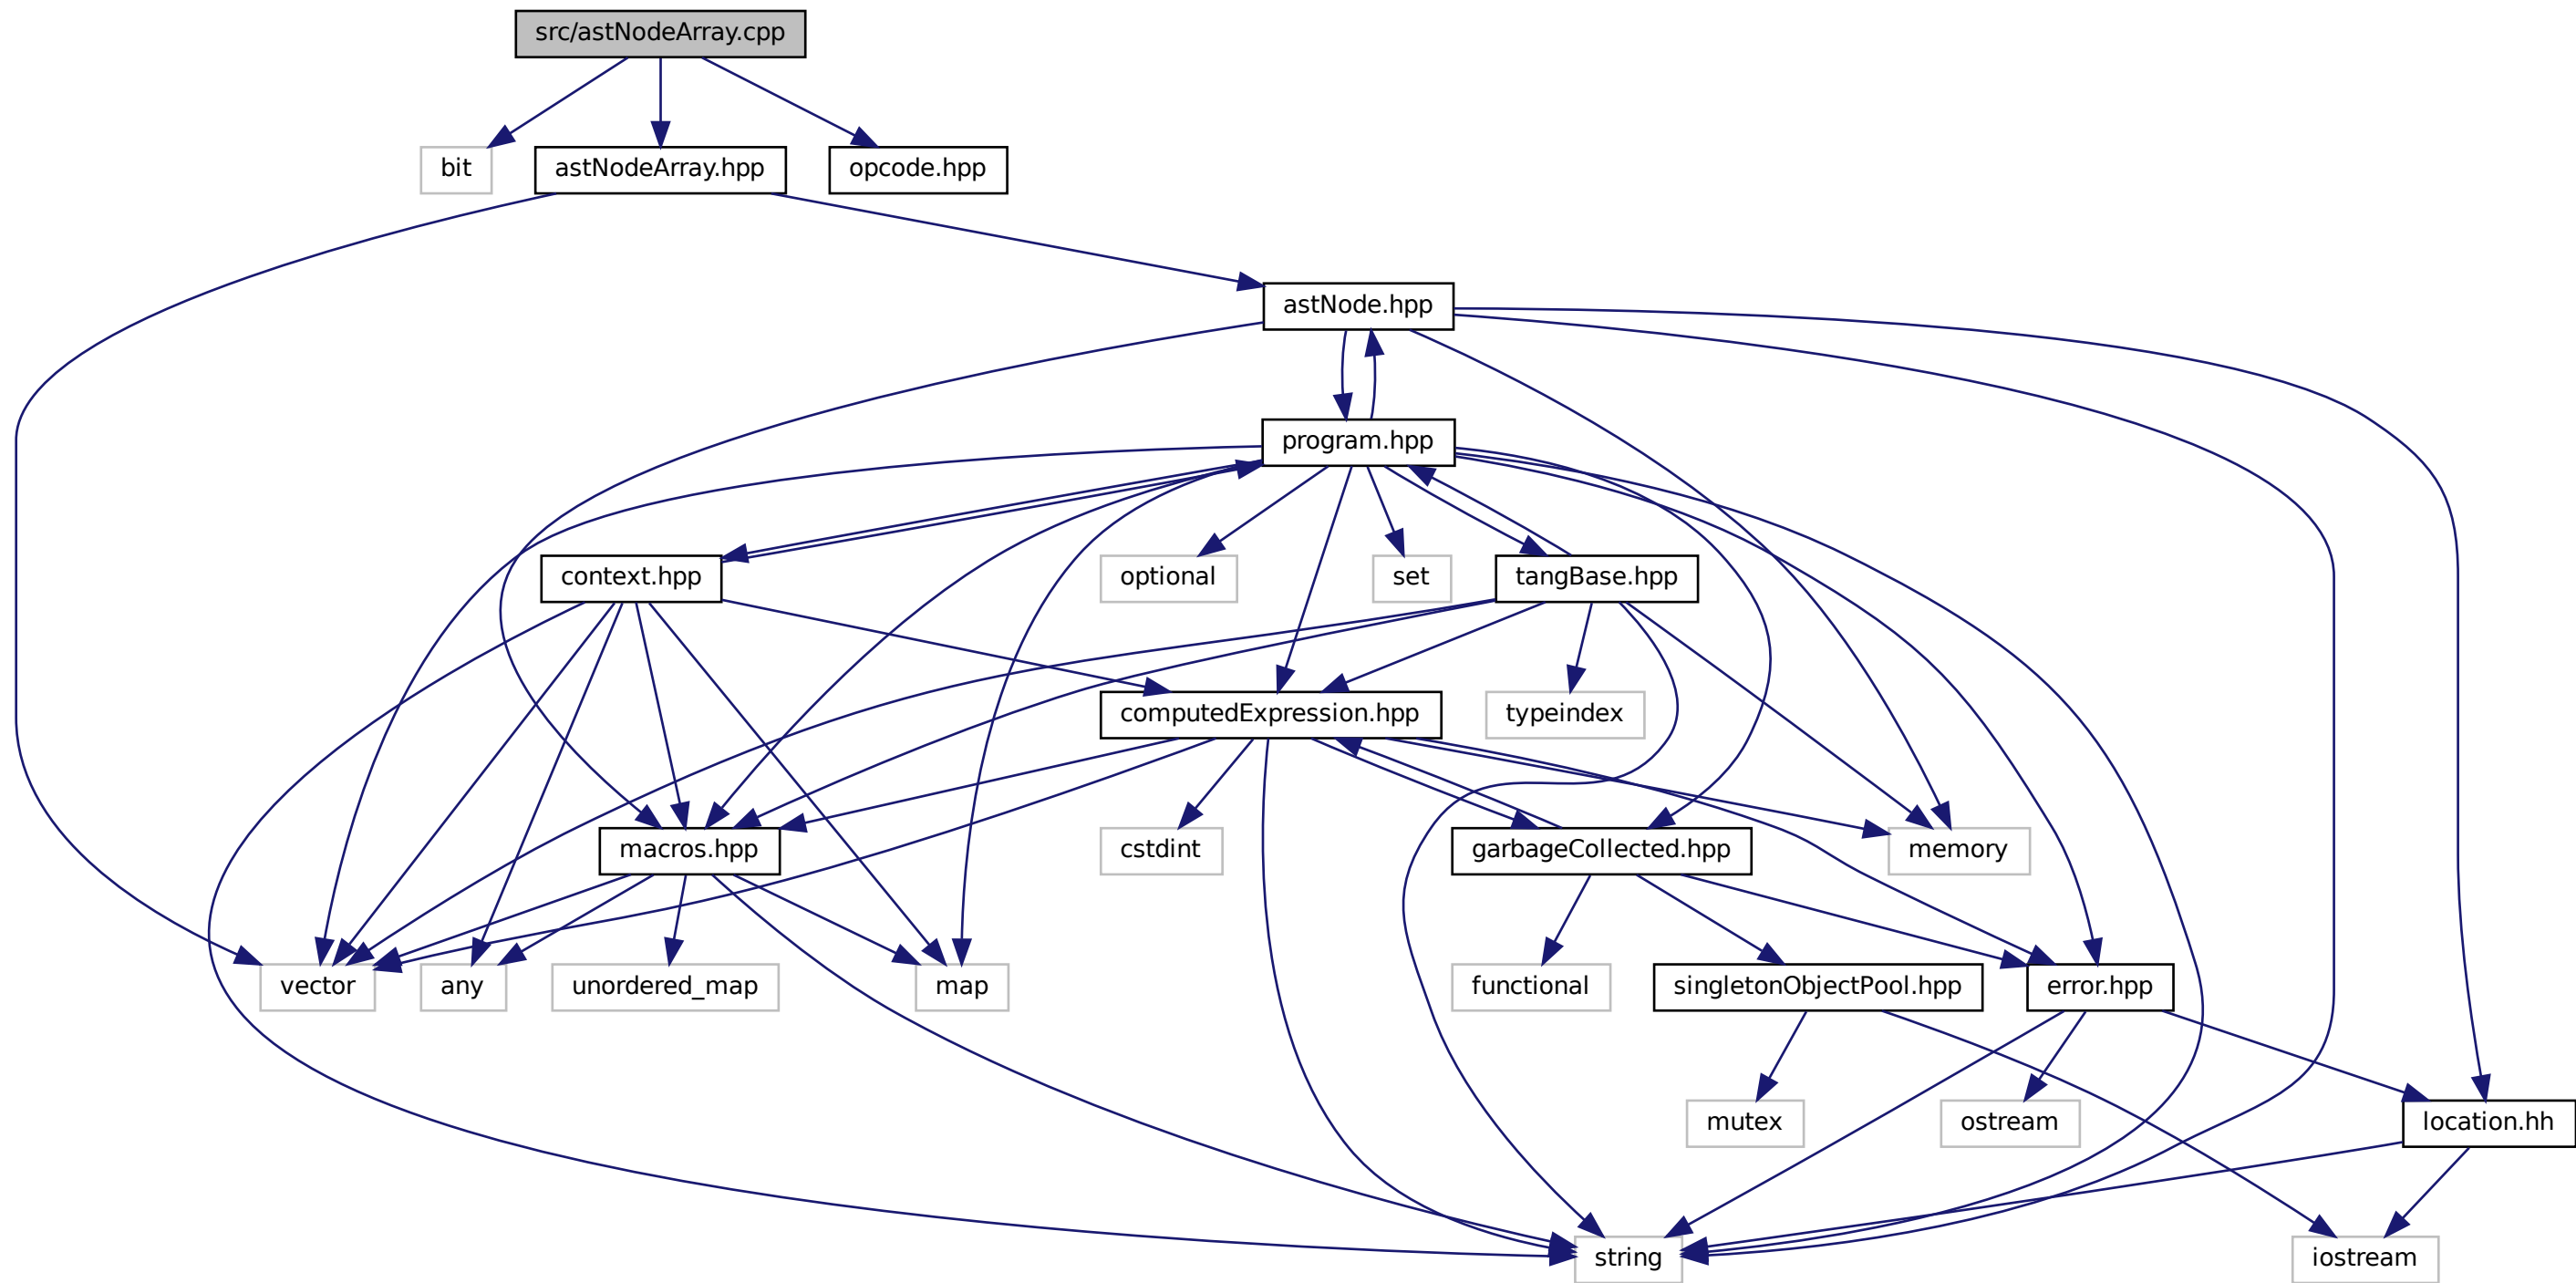 src/astNodeArray.cpp
bit
astNodeArray.hpp
opcode.hpp
astNode.hpp
program.hpp
context.hpp
optional
set
tangBase.hpp
computedExpression.hpp
typeindex
macros.hpp
cstdint
garbageCollected.hpp
memory
vector
any
unordered_map
map
functional
singletonObjectPool.hpp
error.hpp
mutex
ostream
location.hh
string
iostream